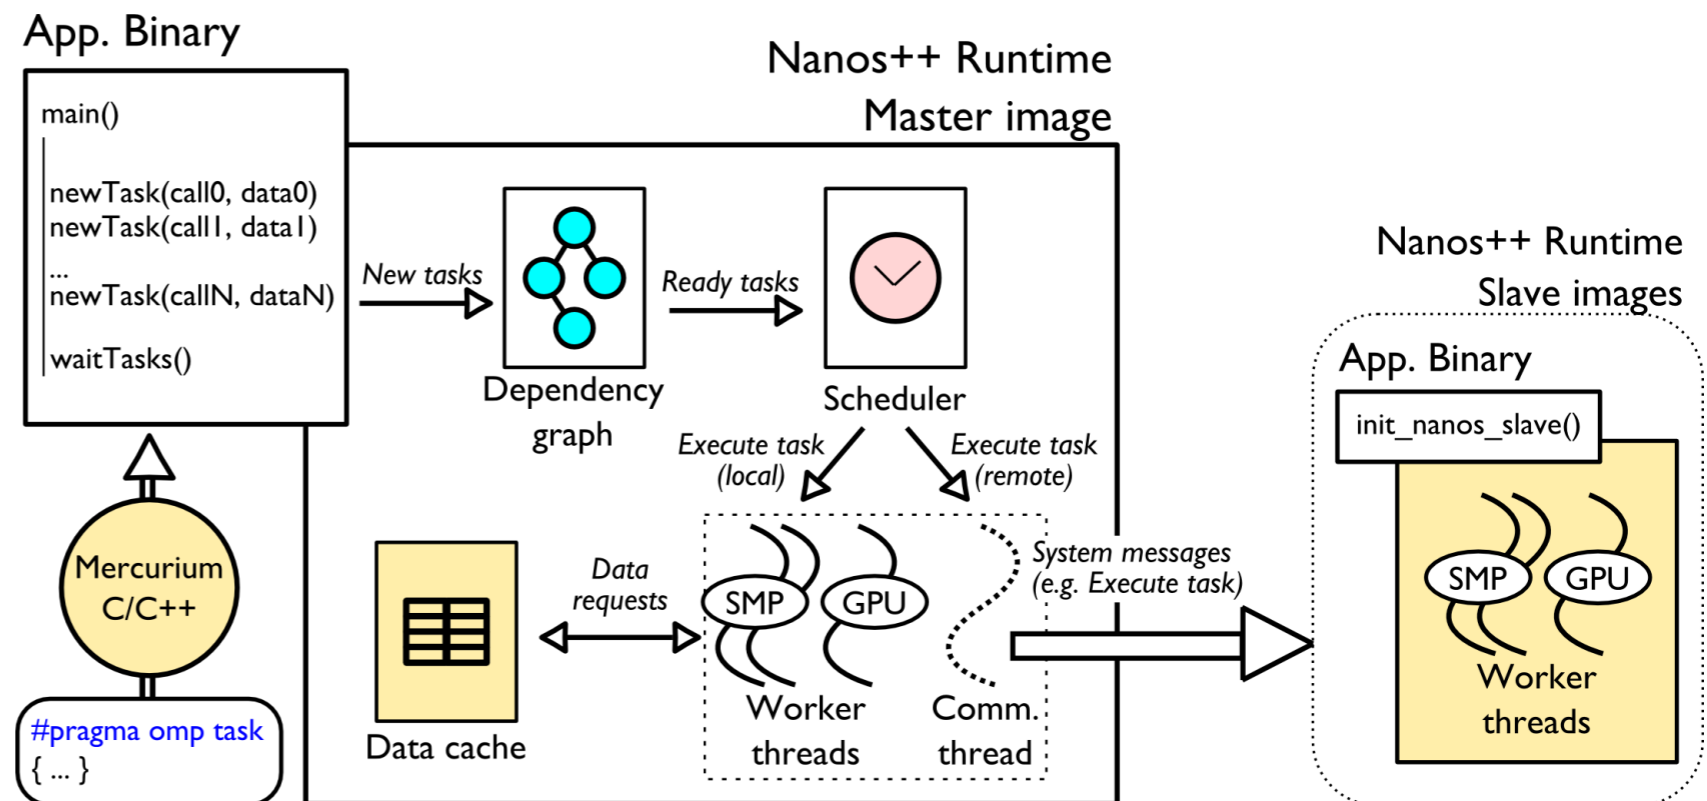 App. Binary
main()
newTask(call0, data0)
newTask(call1, data1)
...
newTask(callN, dataN)
waitTasks()
Mercurium
C/C++
#pragma omp task
{ ... }
Nanos++ Runtime
Master image
New tasks
Dependency
graph
Ready tasks
Scheduler
Execute task
(local)
Execute task
(remote)
Data cache
Data
requests
SMP
GPU
Worker
threads
Comm.
thread
System messages
(e.g. Execute task)
Nanos++ Runtime
Slave images
App. Binary
init_nanos_slave()
SMP
GPU
Worker
threads